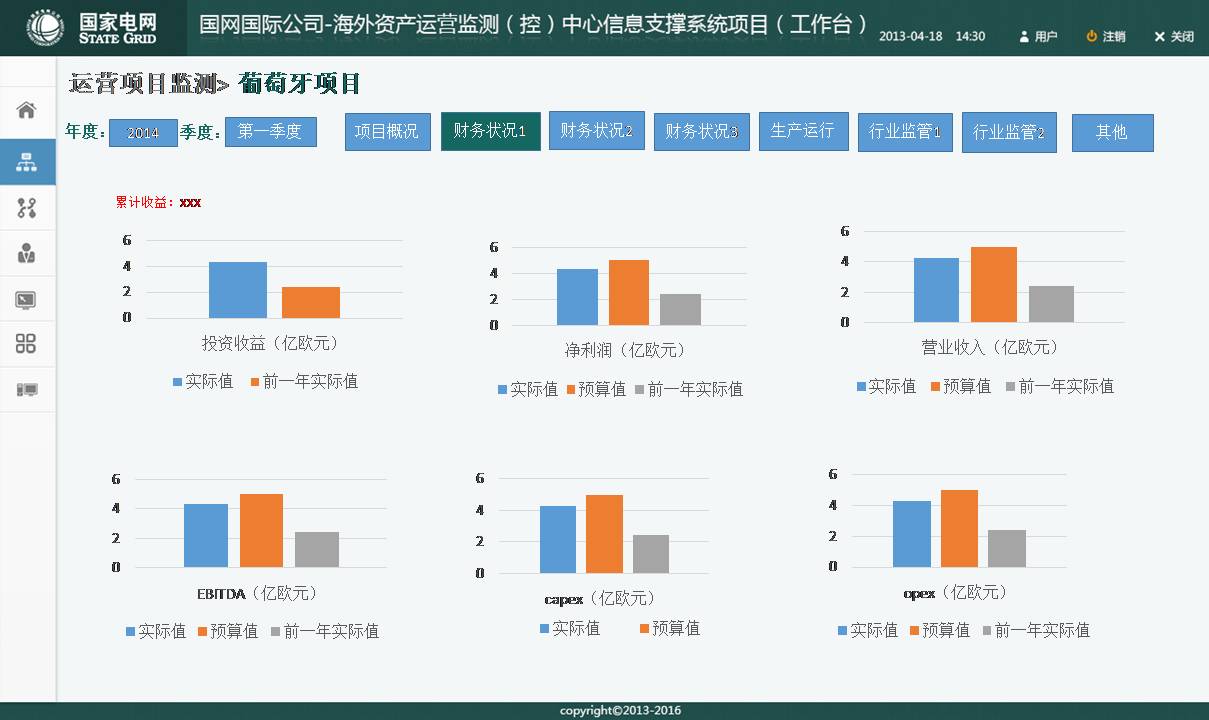 国家电网
STATE GRID
国网国际公司-海外资产运营监测（控）中心信息支撑系统项目（工作台）
2013-04-18 14:30 用户 注销 关闭
运营项目监测> 葡萄牙项目
年度： 2014 季度： 第一季度 项目概况 财务状况1 财务状况2 财务状况3 生产运行 行业监管1 行业监管2 其他
累计收益：xxx
6
4
2
0
投资收益（亿欧元）
实际值 前一年实际值
6
4
2
0
净利润（亿欧元）
实际值 预算值 前一年实际值
6
4
2
0
营业收入（亿欧元）
实际值 预算值 前一年实际值
6
4
2
0
EBITDA（亿欧元）
实际值 预算值 前一年实际值
6
4
2
0
capex（亿欧元）
实际值 预算值
6
4
2
0
opex（亿欧元）
实际值 预算值 前一年实际值
copyright©2013-2016